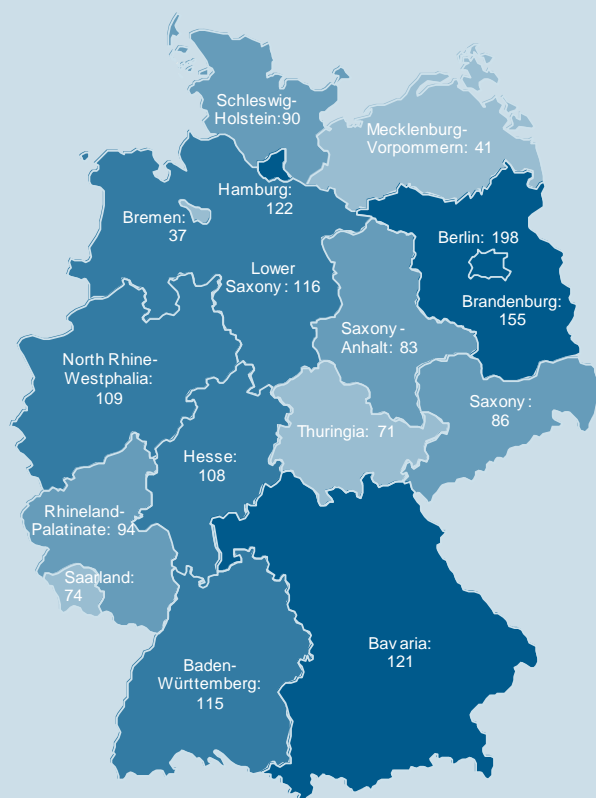 Schleswig-
Holstein:90
Mecklenburg-
Vorpommern: 41
Hamburg:
122
Bremen:
37
Berlin: 198
Lower
Saxony: 116
Brandenburg:
155
Saxony-
Anhalt: 83
North Rhine-
Westphalia:
109
Saxony:
86
Thuringia: 71
Hesse:
108
Rhineland-
Palatinate: 94
Saarland:
74
Bavaria:
121
Baden-
Württemberg:
115